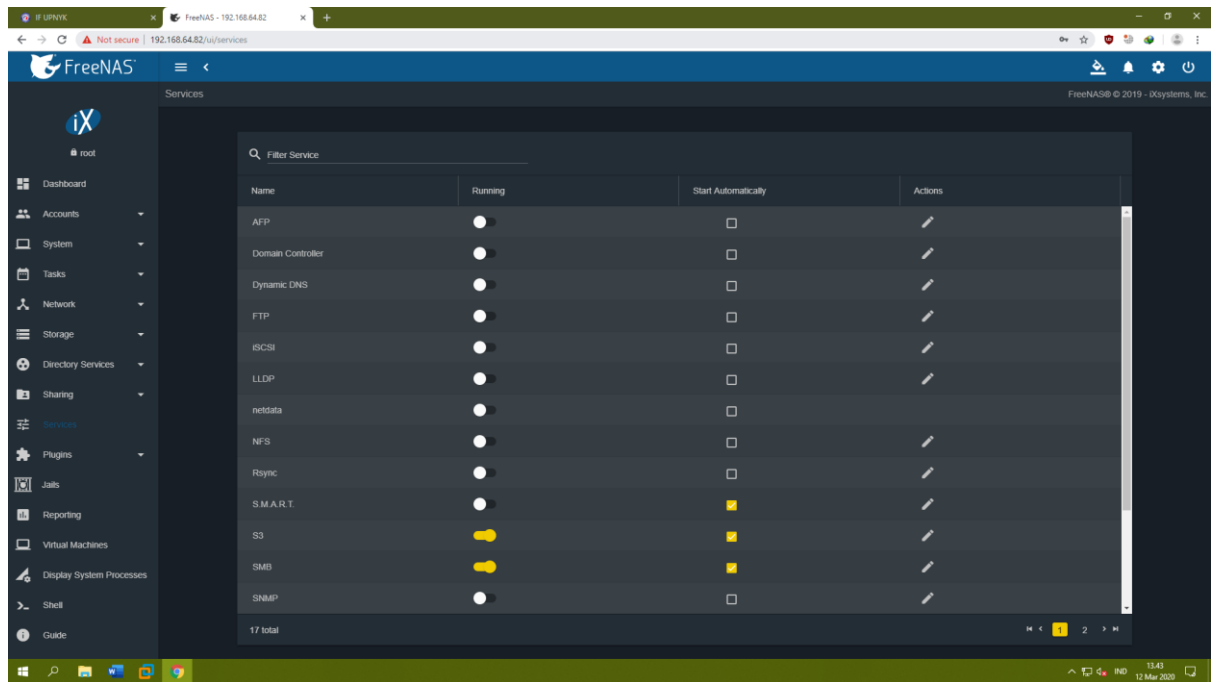 IF UPNYK
FreeNAS - 192.168.64.82
Not secure | 192.168.64.82/ui/services
FreeNAS
Services
FreeNAS® © 2019 - iXsystems, Inc.
iX
root
Filter Service
Name Running Start Automatically Actions
Dashboard
Accounts
System
Tasks
Network
Storage
Directory Services
Sharing
Services
Plugins
Jails
Reporting
Virtual Machines
Display System Processes
Shell
Guide
AFP
Domain Controller
Dynamic DNS
FTP
iSCSI
LLDP
netdata
NFS
Rsync
S.M.A.R.T.
S3
SMB
SNMP
17 total
1 2
IND
13.43
12 Mar 2020